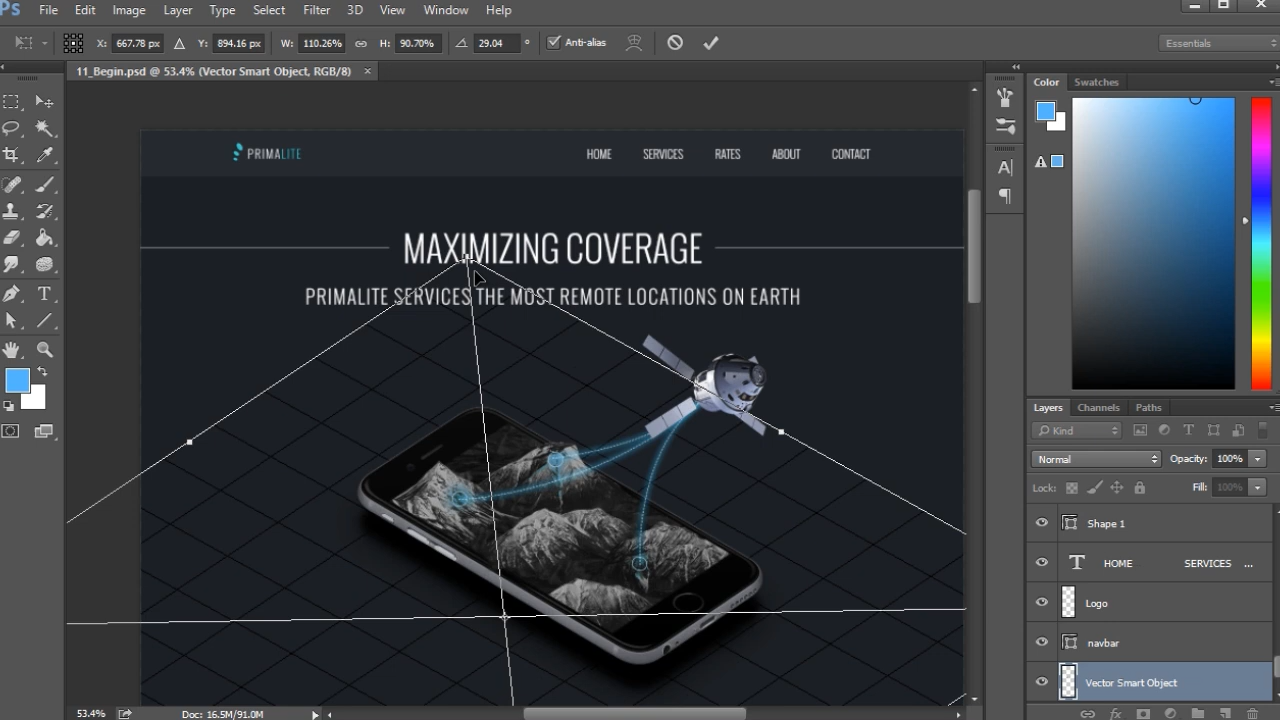 Ps File Edit Image Layer Type Select Filter 3D View Window Help
X: 667.78 px Y: 894.16 px W: 110.26% H: 90.70% 29.04 ° Anti-alias Essentials
11_Begin.psd @ 53.4% (Vector Smart Object, RGB/8) ×
Color Swatches
PRIMALITE HOME SERVICES RATES ABOUT CONTACT
MAXIMIZING COVERAGE
PRIMALITE SERVICES THE MOST REMOTE LOCATIONS ON EARTH
Layers Channels Paths
Kind
Normal Opacity: 100%
Lock: Fill: 100%
Shape 1
HOME SERVICES ...
Logo
navbar
Vector Smart Object
53.4% Doc: 16.5M/91.0M